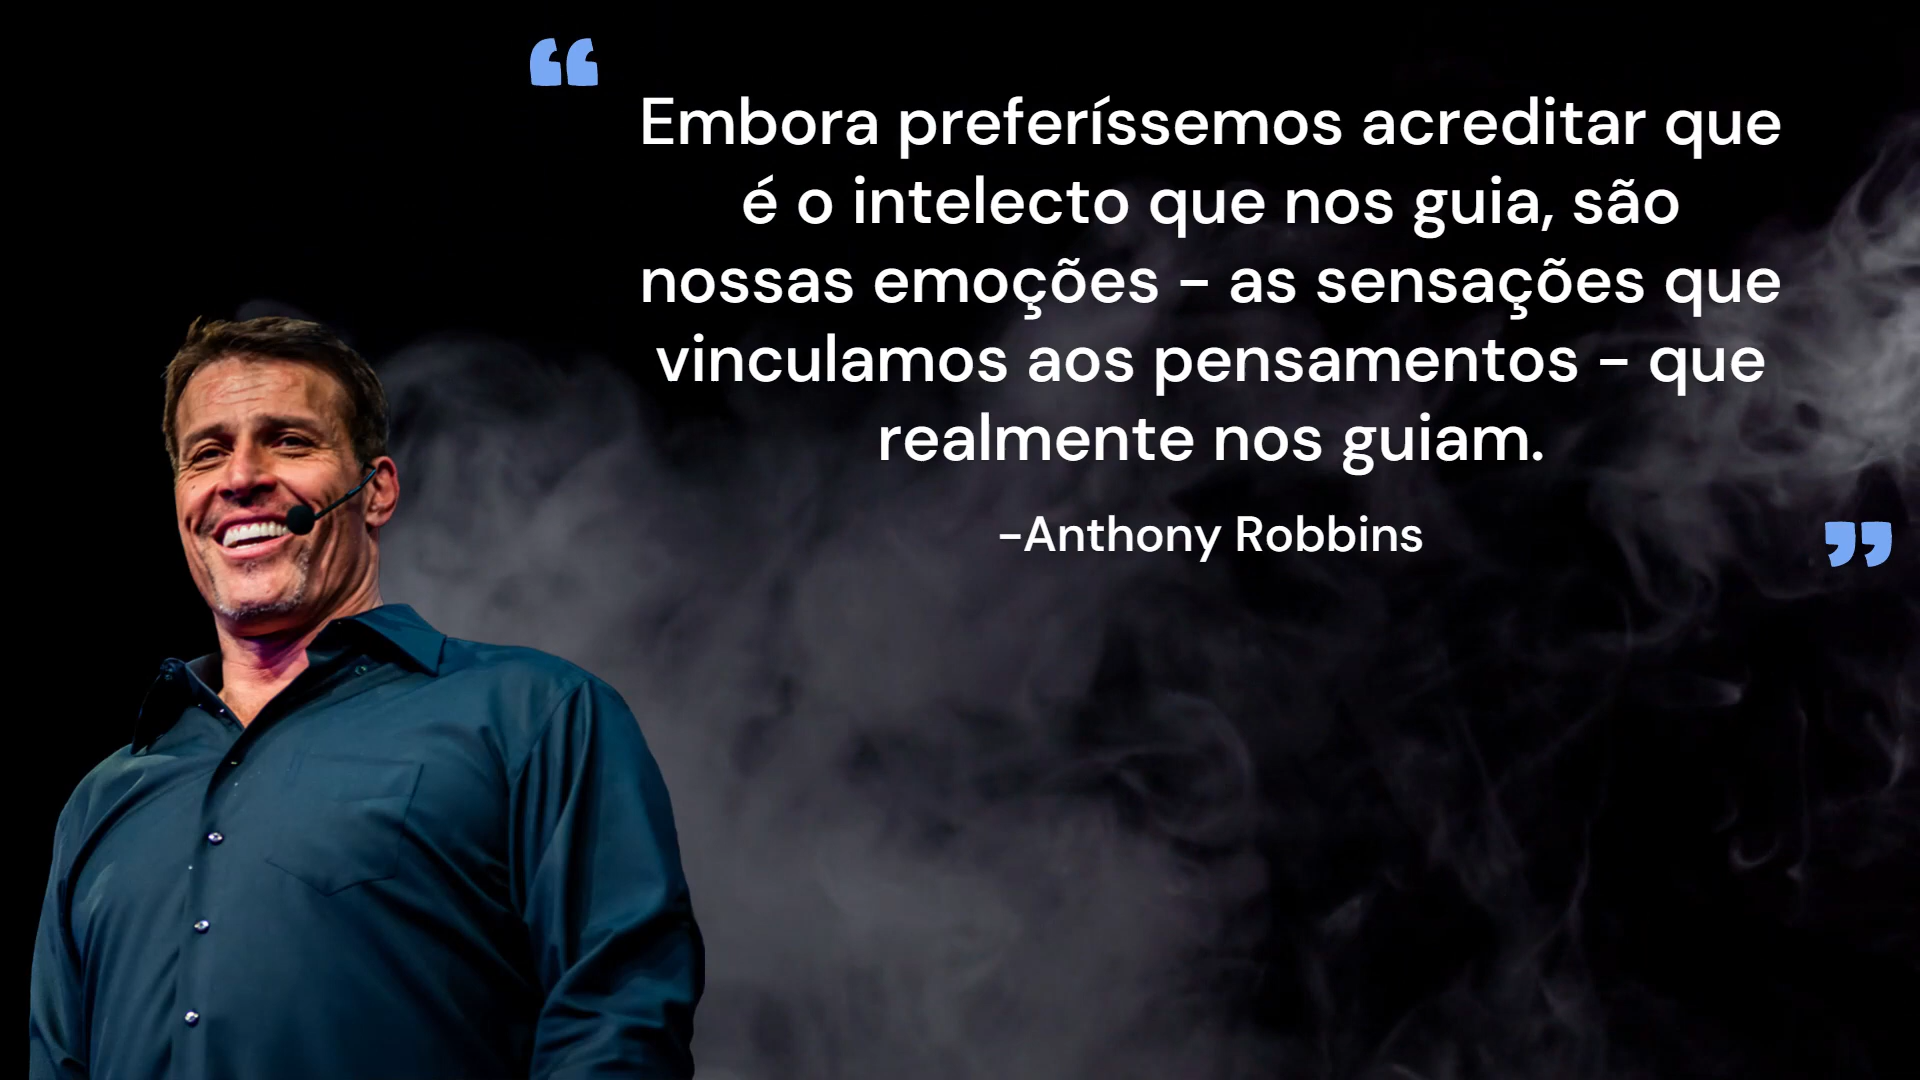 “
Embora preferíssemos acreditar que
é o intelecto que nos guia, são
nossas emoções - as sensações que
vinculamos aos pensamentos - que
realmente nos guiam.
-Anthony Robbins
”